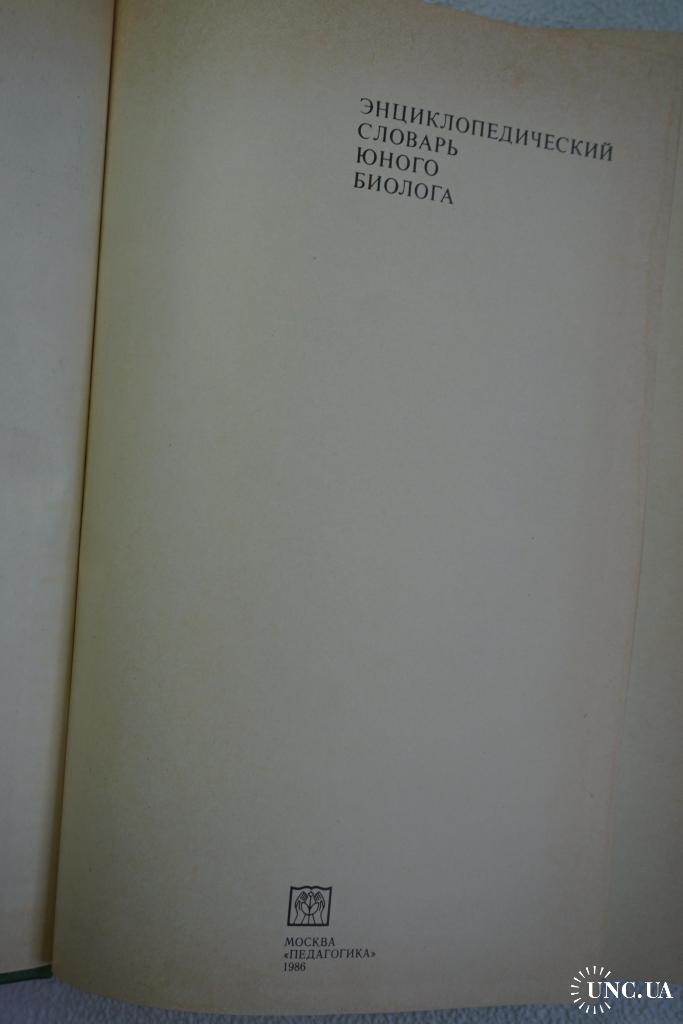 ЭНЦИКЛОПЕДИЧЕСКИЙ
СЛОВАРЬ
ЮНОГО
БИОЛОГА
МОСКВА
«ПЕДАГОГИКА»
1986
UNC.UA